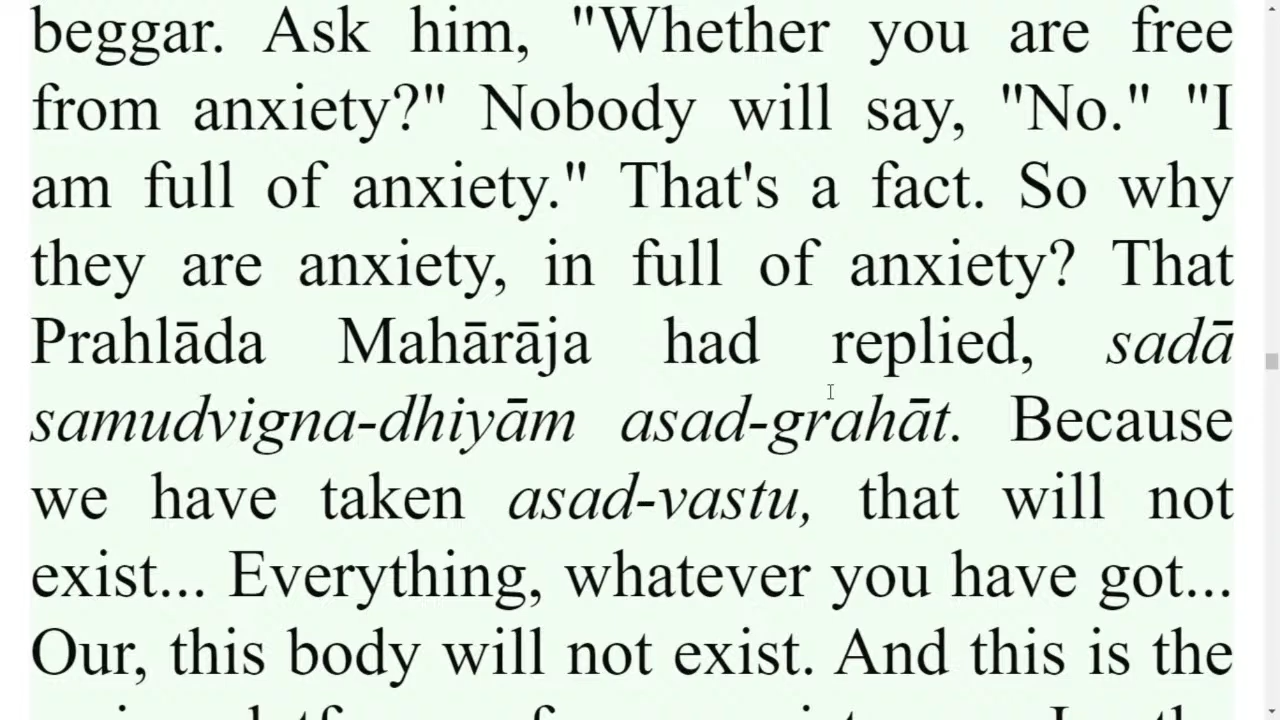 beggar. Ask him, "Whether you are free
from anxiety?" Nobody will say, "No." "I
am full of anxiety." That's a fact. So why
they are anxiety, in full of anxiety? That
Prahlāda Mahārāja had replied, sadā
samudvigna-dhiyām asad-grahāt. Because
we have taken asad-vastu, that will not
exist... Everything, whatever you have got...
Our, this body will not exist. And this is the